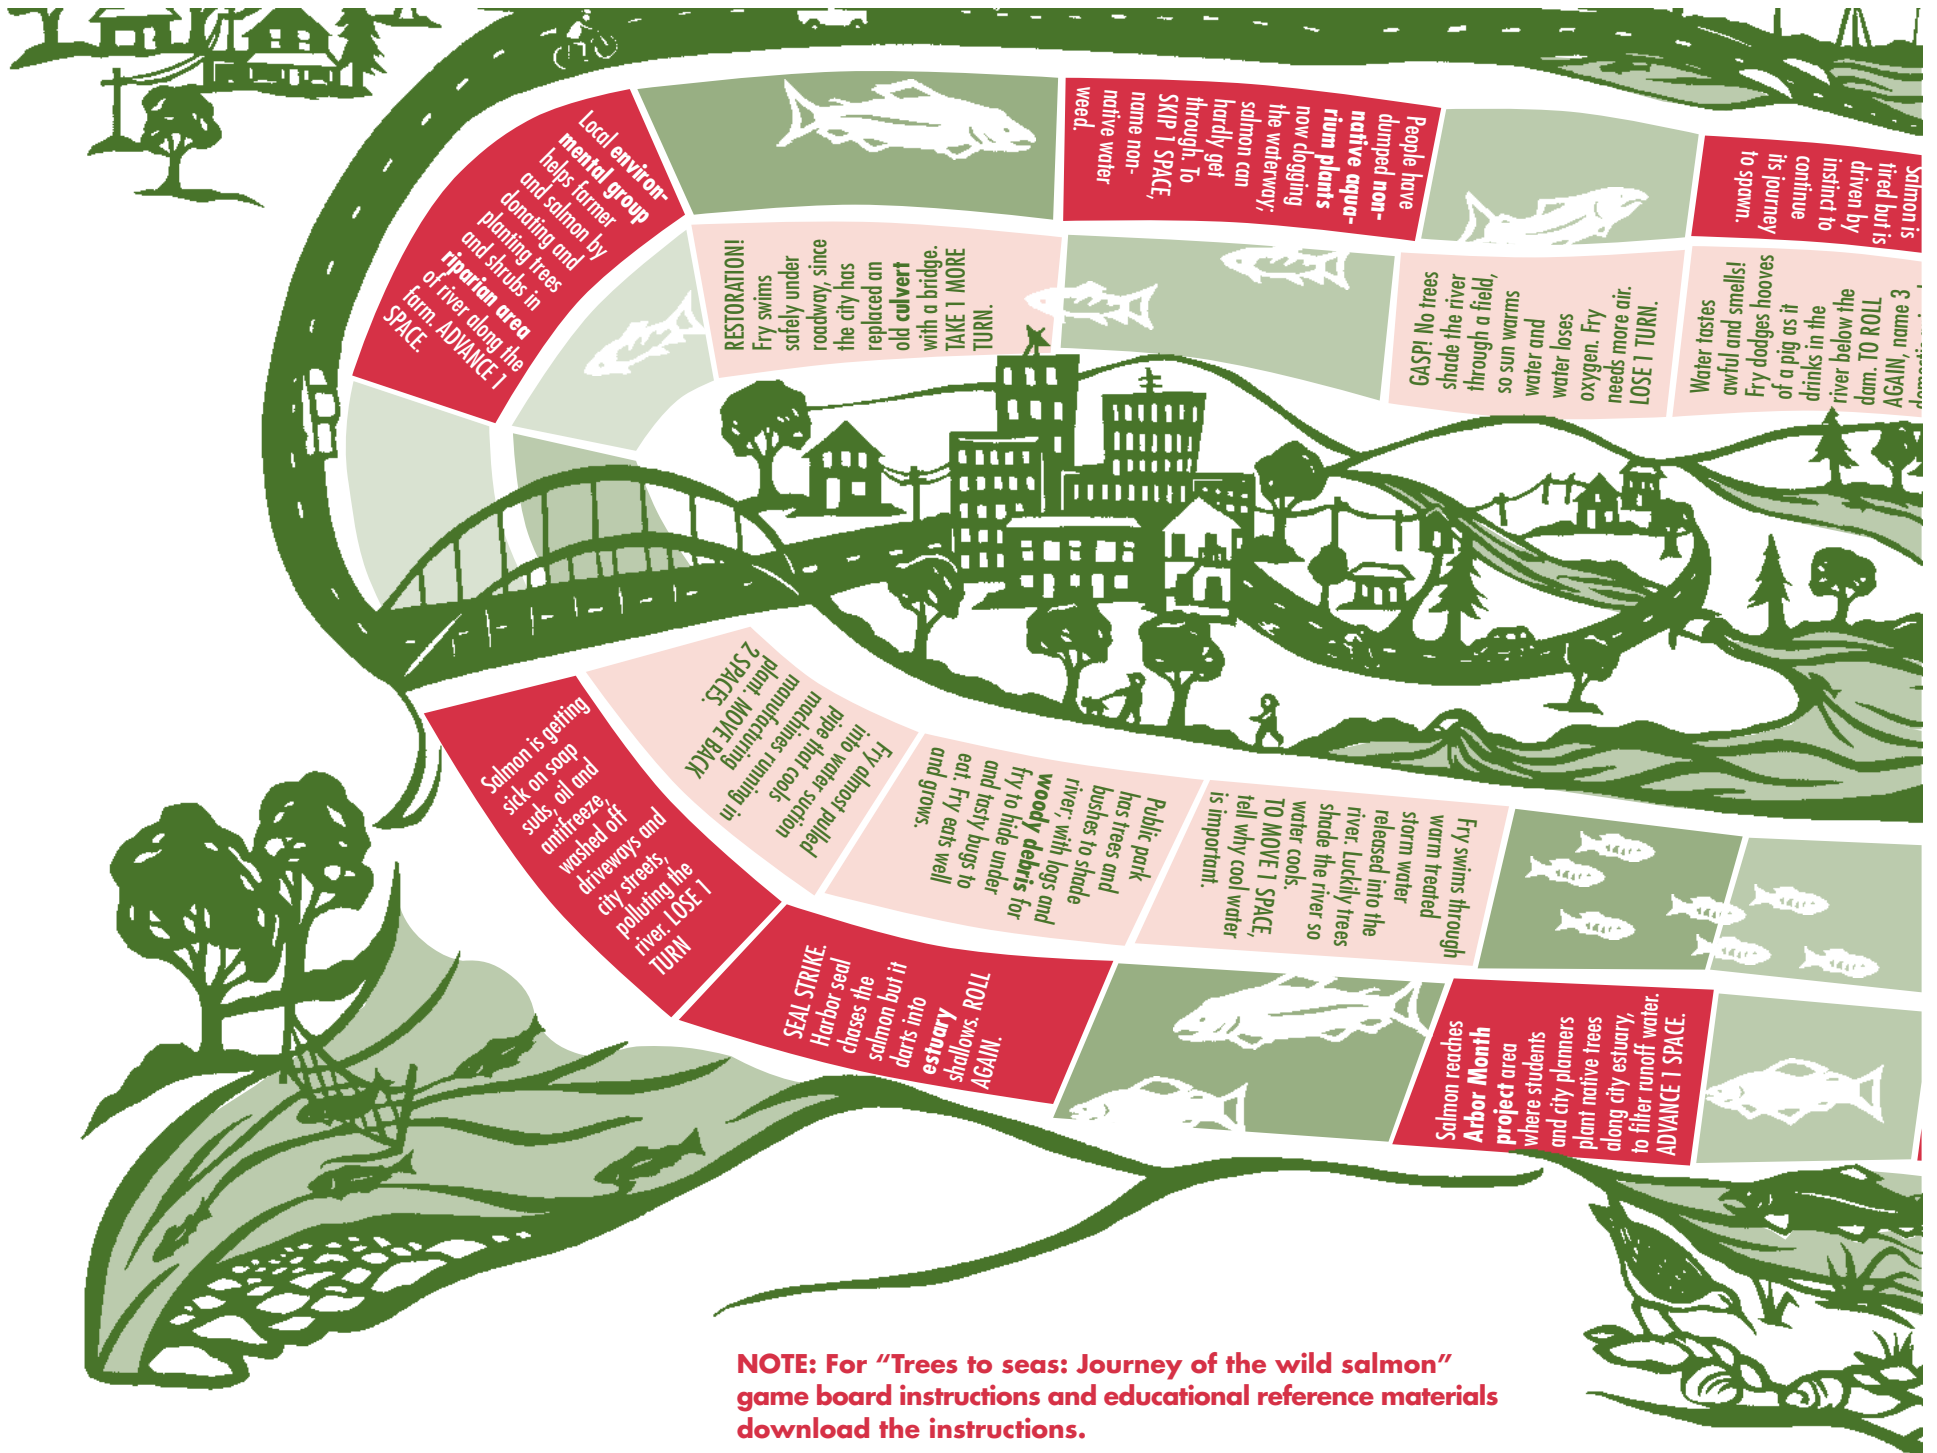 Local environ-
mental group
helps farmer
and salmon by
donating and
planting trees
and shrubs in
riparian area
of river along the
farm. ADVANCE 1
SPACE.
People have
dumped non-
native aqua-
rium plants
now clogging
the waterway;
salmon can
hardly get
through. To
SKIP 1 SPACE,
name non-
native water
weed.
Salmon is
tired but is
driven by
instinct to
continue
its journey
to spawn.
RESTORATION!
Fry swims
safely under
roadway, since
the city has
replaced an
old culvert
with a bridge.
TAKE 1 MORE
TURN.
GASP! No trees
shade the river
through a field,
so sun warms
water and
water loses
oxygen. Fry
needs more air.
LOSE 1 TURN.
Water tastes
awful and smells!
Fry dodges hooves
of a pig as it
drinks in the
river below the
dam. TO ROLL
AGAIN, name 3
Salmon is getting
sick on soap
suds, oil and
antifreeze,
washed off
driveways and
city streets,
polluting the
river. LOSE 1
TURN
Fry almost pulled
into water suction
pipe that cools
machines running in
manufacturing
plant. MOVE BACK
2 SPACES.
Public park
has trees and
bushes to shade
river, with logs and
woody debris for
fry to hide under
and tasty bugs to
eat. Fry eats well
and grows.
Fry swims through
warm treated
storm water
released into the
river. Luckily trees
shade the river so
water cools.
TO MOVE 1 SPACE,
tell why cool water
is important.
SEAL STRIKE.
Harbor seal
chases the
salmon but it
darts into
estuary
shallows. ROLL
AGAIN.
Salmon reaches
Arbor Month
project area
where students
and city planners
plant native trees
along city estuary,
to filter runoff water.
ADVANCE 1 SPACE.
NOTE: For “Trees to seas: Journey of the wild salmon”
game board instructions and educational reference materials
download the instructions.